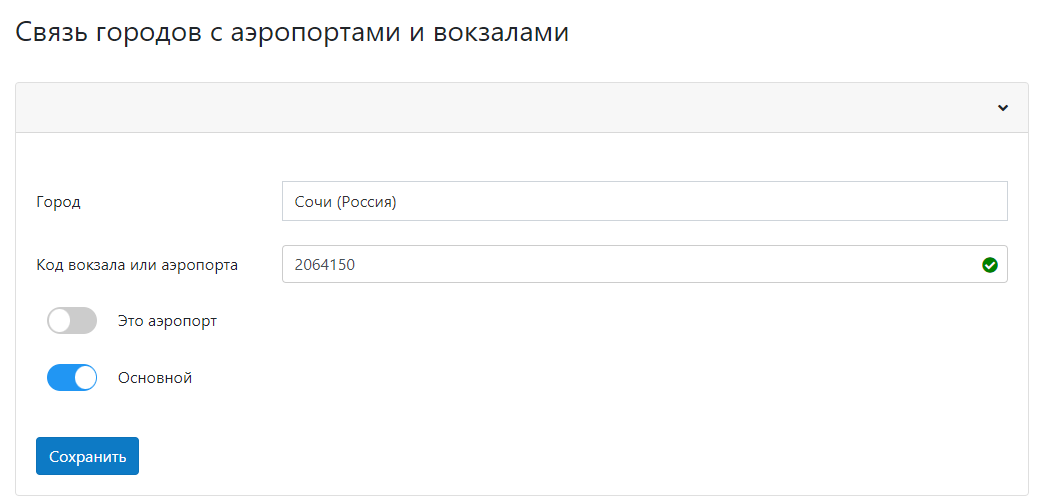 Связь городов с аэропортами и вокзалами
Город
Сочи (Россия)
Код вокзала или аэропорта
2064150
Это аэропорт
Основной
Сохранить